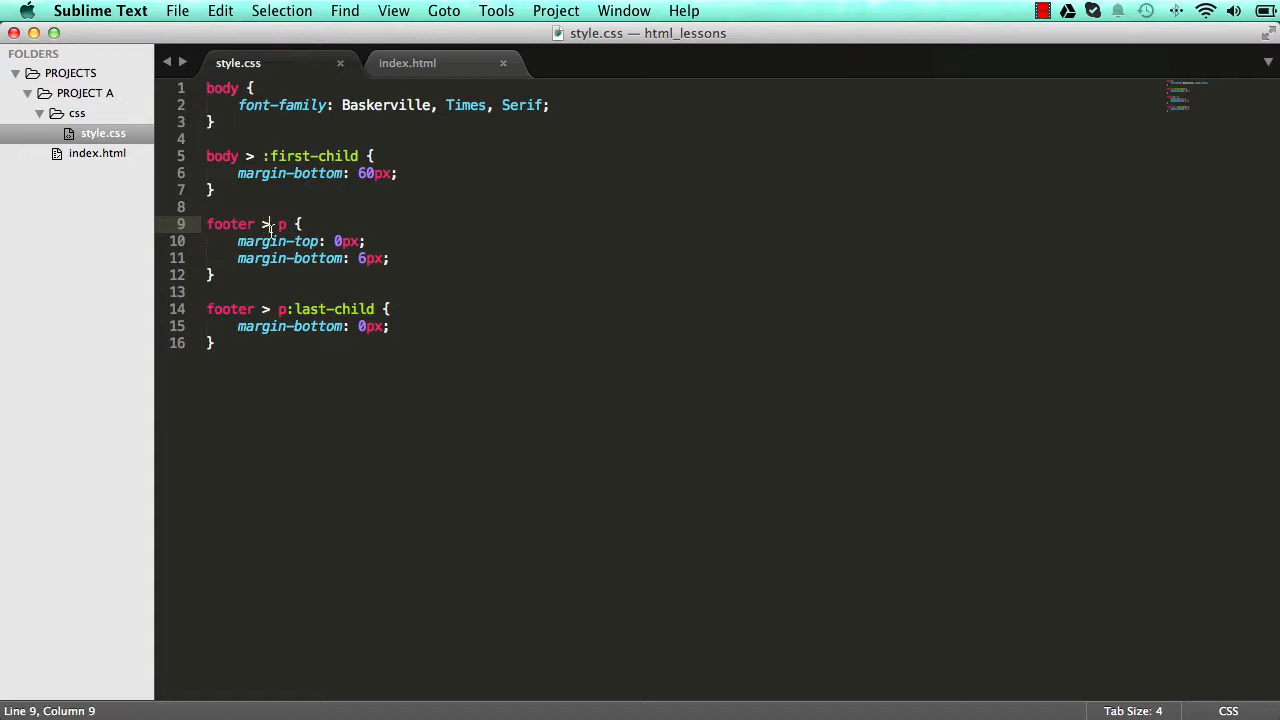 Sublime Text File Edit Selection Find View Goto Tools Project Window Help
style.css — html_lessons
FOLDERS
PROJECTS
PROJECT A
css
style.css
index.html
style.css × index.html ×
1 body {
2     font-family: Baskerville, Times, Serif;
3 }
4
5 body > :first-child {
6     margin-bottom: 60px;
7 }
8
9 footer > p {
10     margin-top: 0px;
11     margin-bottom: 6px;
12 }
13
14 footer > p:last-child {
15     margin-bottom: 0px;
16 }
Line 9, Column 9 Tab Size: 4 CSS